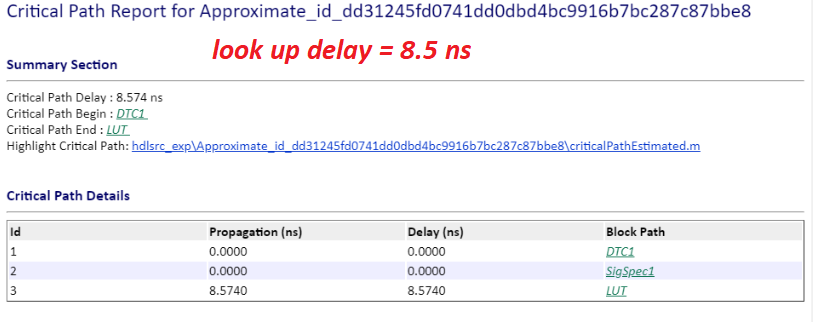 Critical Path Report for Approximate_id_dd31245fd0741dd0dbd4bc9916b7bc287c87bbe8
look up delay = 8.5 ns
Summary Section
Critical Path Delay : 8.574 ns
Critical Path Begin : DTC1
Critical Path End : LUT
Highlight Critical Path: hdlsrc_exp\Approximate_id_dd31245fd0741dd0dbd4bc9916b7bc287c87bbe8\criticalPathEstimated.m
Critical Path Details
Id Propagation (ns) Delay (ns) Block Path
1 0.0000 0.0000 DTC1
2 0.0000 0.0000 SigSpec1
3 8.5740 8.5740 LUT